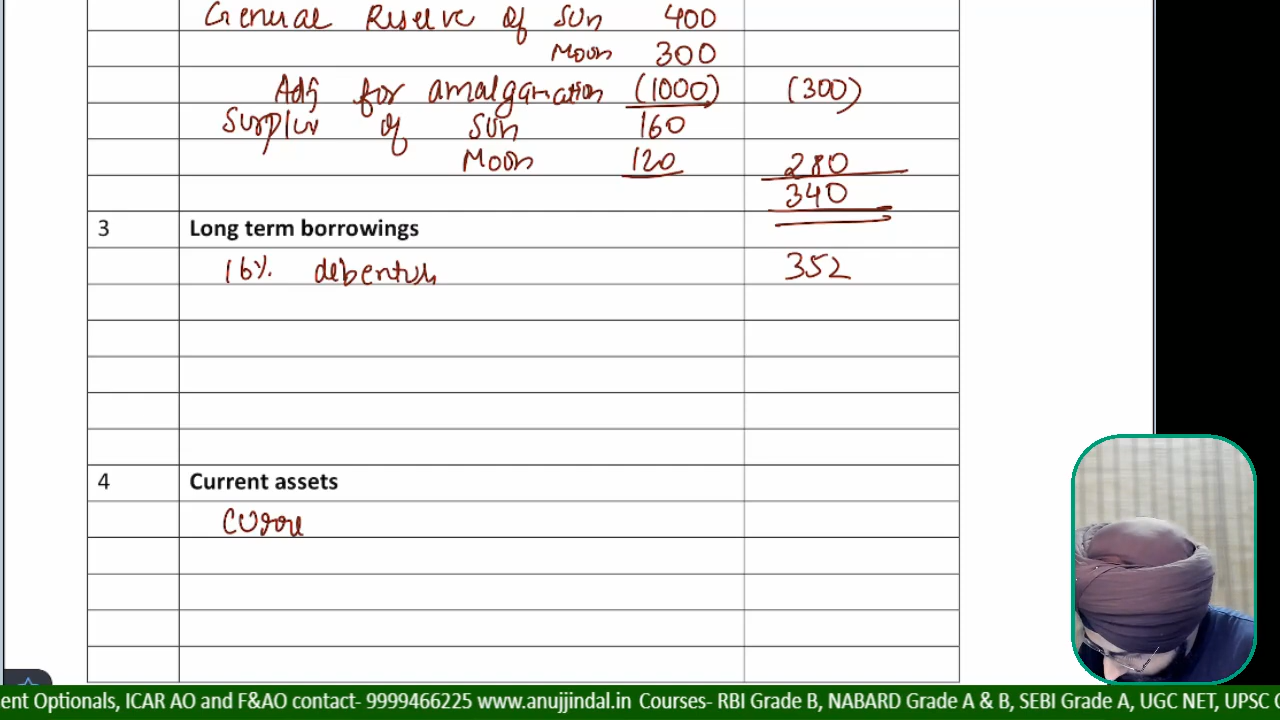 General Reserve of Sun 400
Moon 300
Adj for amalgamation (1000) (300)
Surplus of Sun 160
Moon 120 280
340
3 Long term borrowings
16% debenture 352
4 Current assets
Curre
ent Optionals, ICAR AO and F&AO contact- 9999466225 www.anujjindal.in Courses- RBI Grade B, NABARD Grade A & B, SEBI Grade A, UGC NET, UPSC